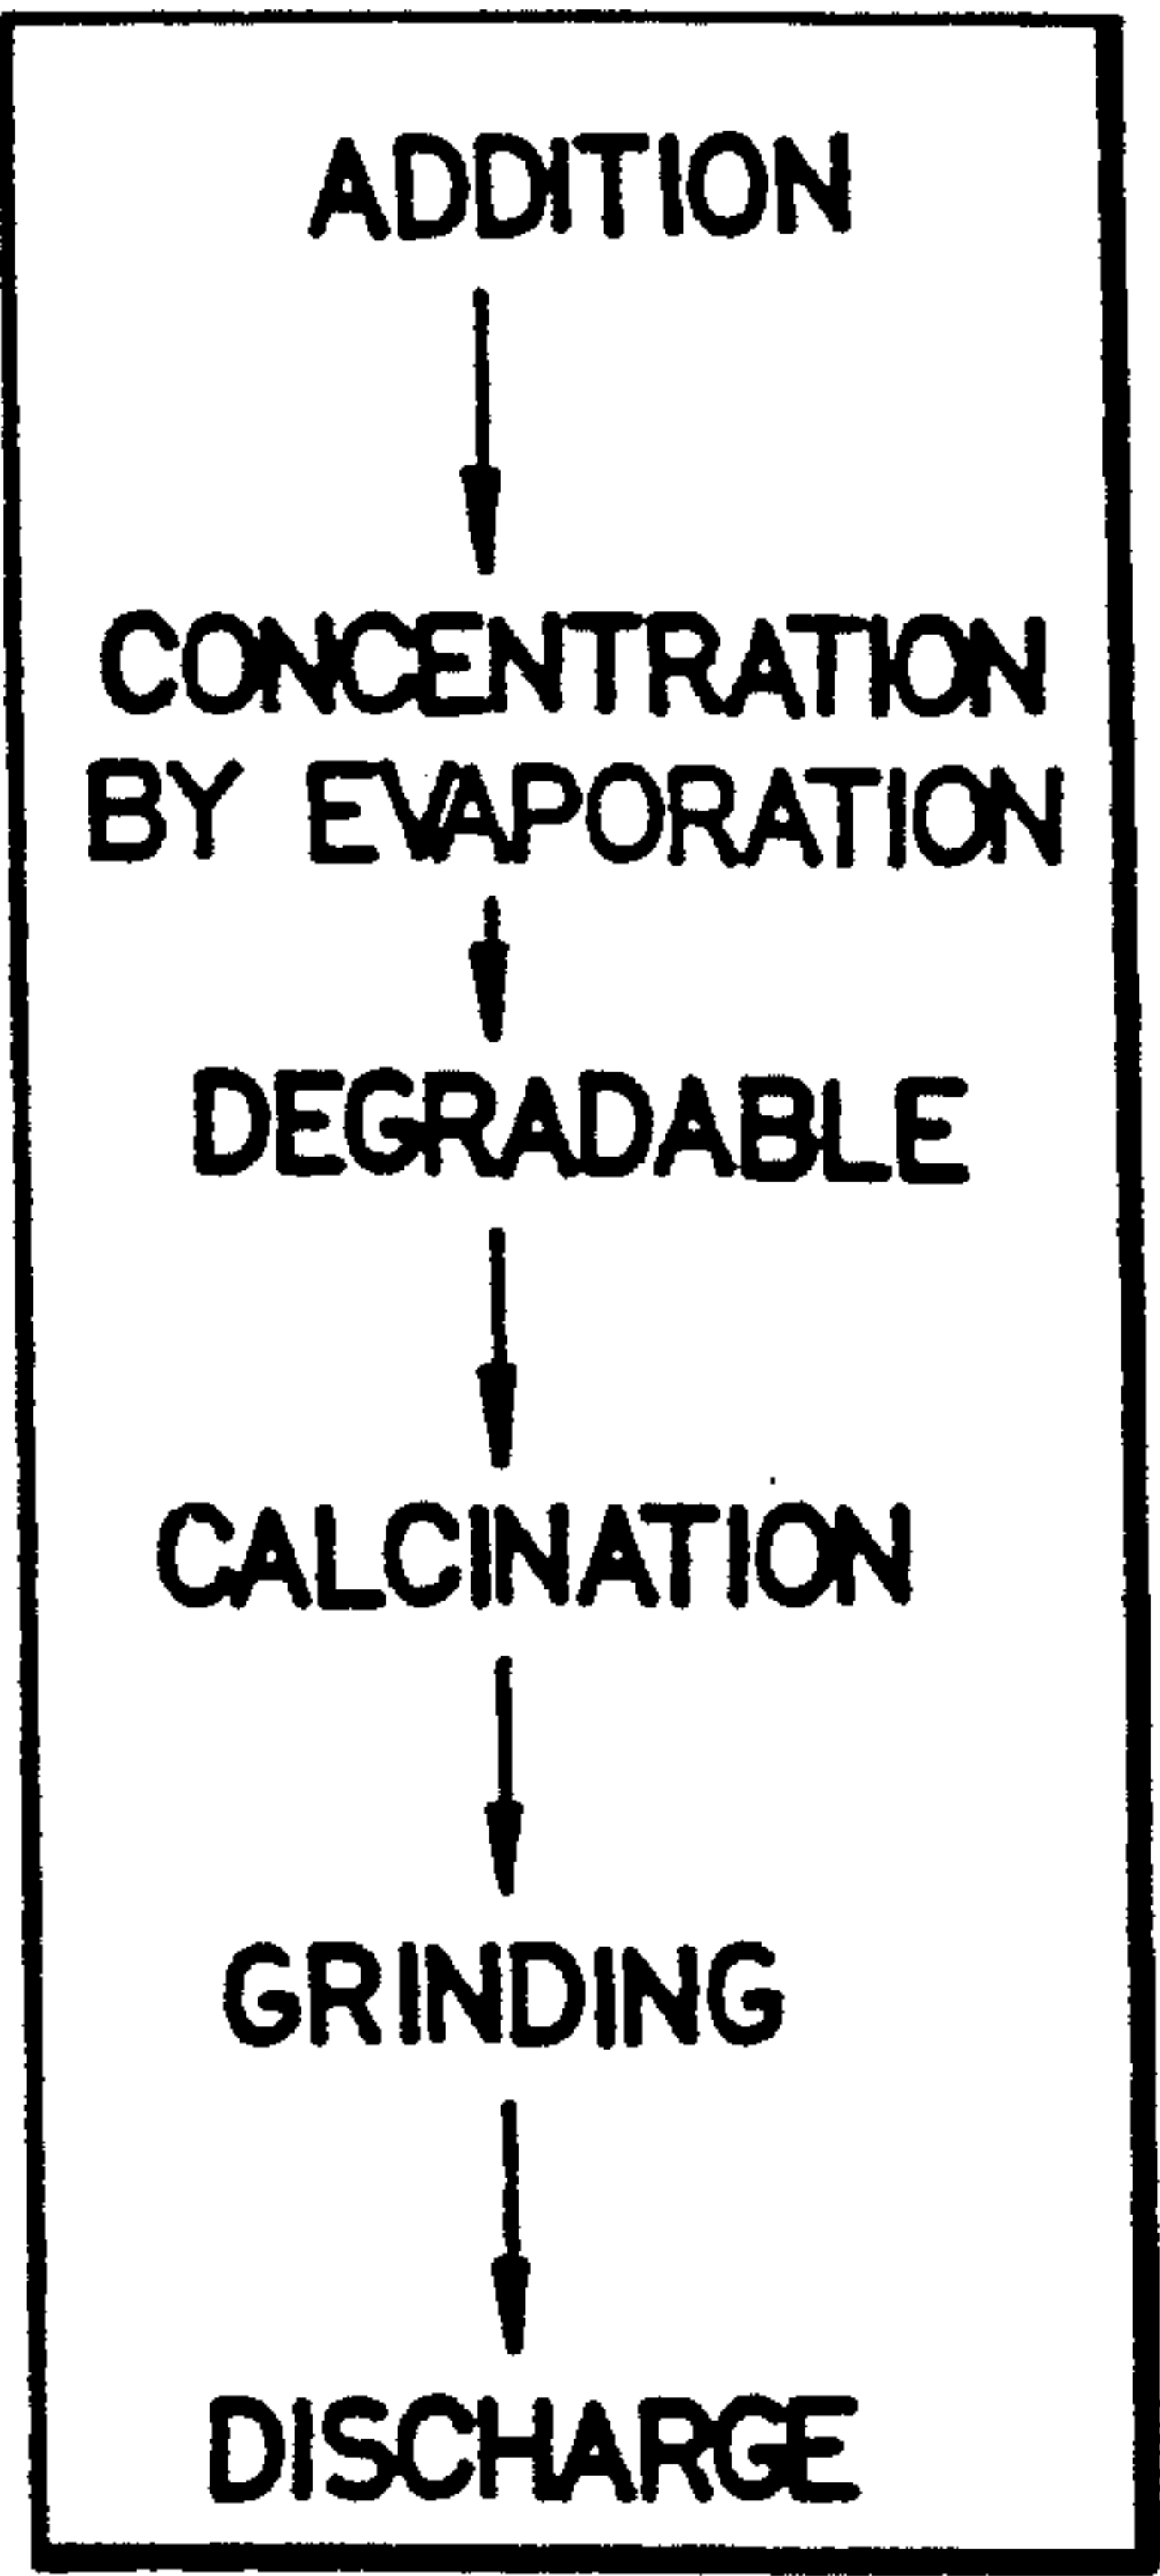 ADDITION
CONCENTRATION
BY EVAPORATION
DEGRADABLE
CALCINATION
GRINDING
DISCHARGE